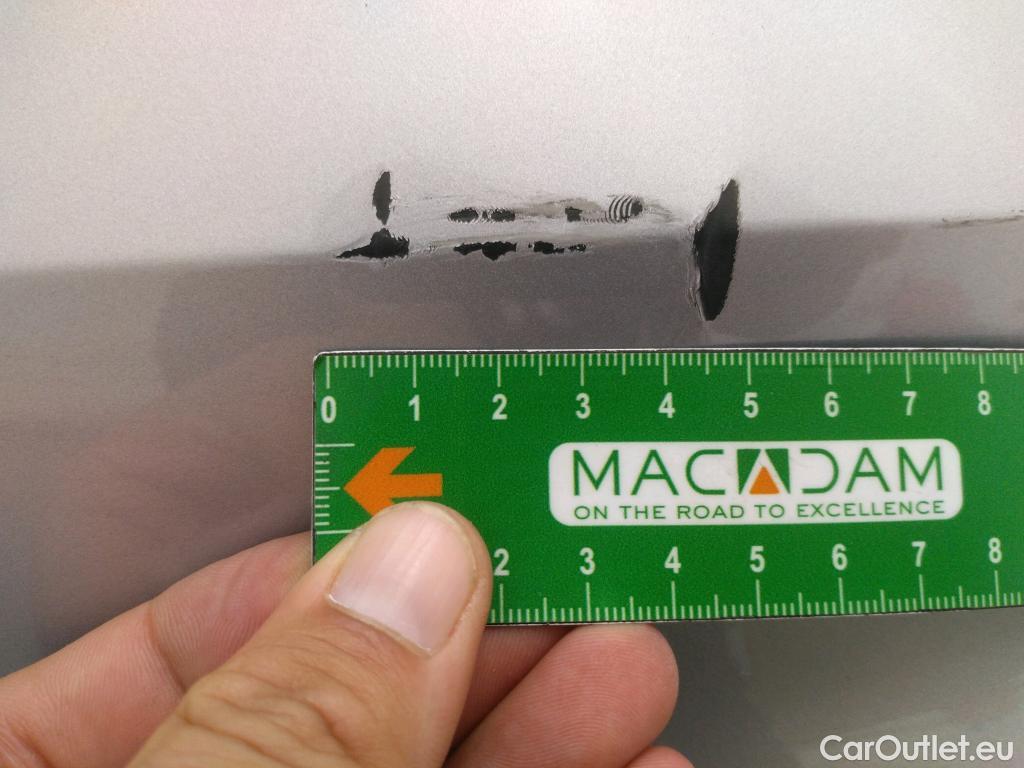 0 1 2 3 4 5 6 7 8
MACADAM
ON THE ROAD TO EXCELLENCE
2 3 4 5 6 7 8
CarOutlet.eu